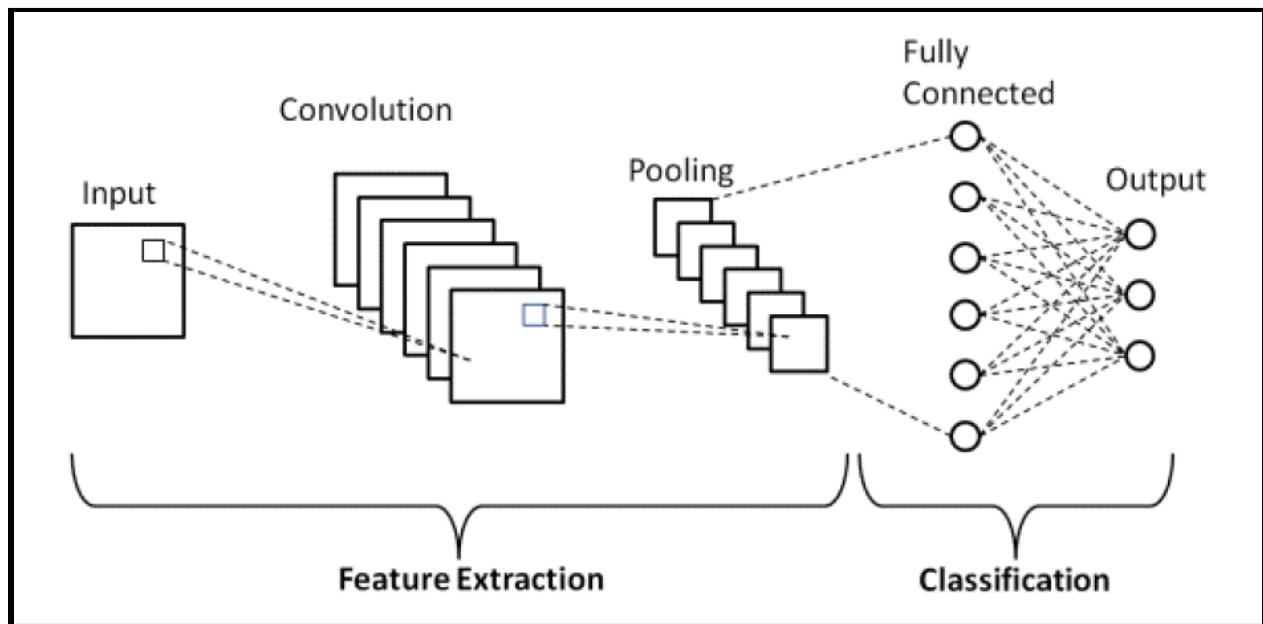 Input
Convolution
Pooling
Fully
Connected
Output
Feature Extraction
Classification